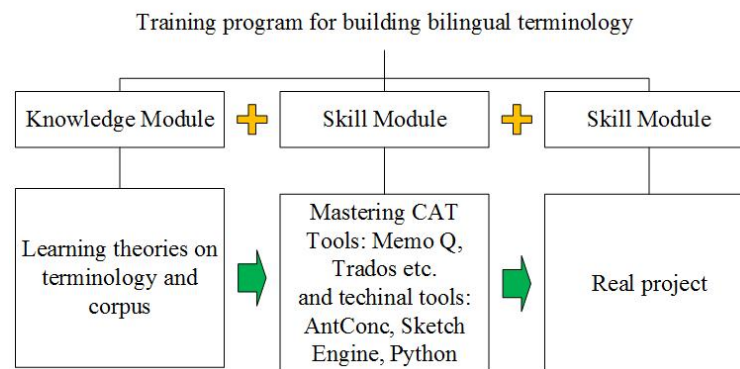 Training program for building bilingual terminology
Knowledge Module
Skill Module
Skill Module
Learning theories on
terminology and
corpus
Mastering CAT
Tools: Memo Q,
Trados etc.
and techinal tools:
AntConc, Sketch
Engine, Python
Real project